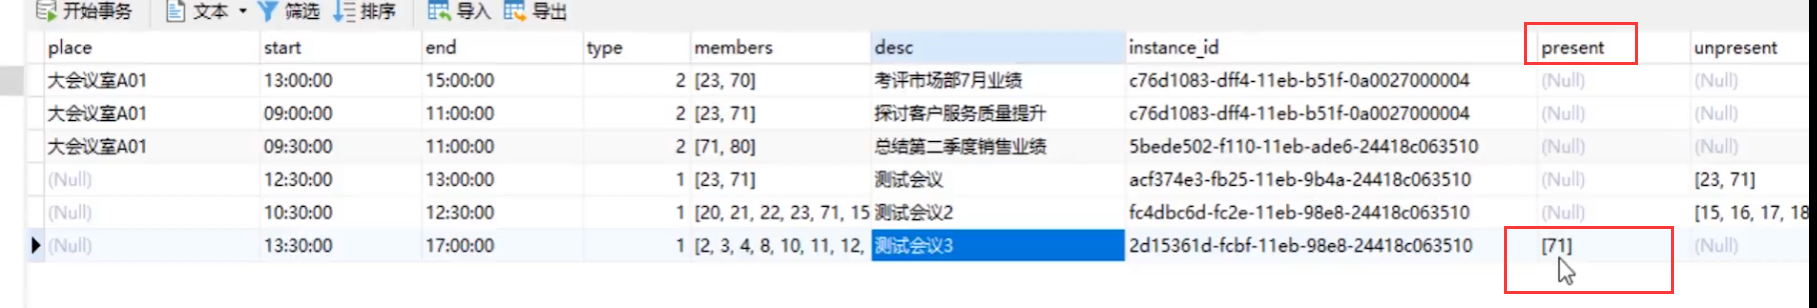 开始事务 文本 筛选 排序 导入 导出
place start end type members desc instance_id present unpresent
大会议室A01 13:00:00 15:00:00 2 [23, 70] 考评市场部7月业绩 c76d1083-dff4-11eb-b51f-0a0027000004 (Null) (Null)
大会议室A01 09:00:00 11:00:00 2 [23, 71] 探讨客户服务质量提升 c76d1083-dff4-11eb-b51f-0a0027000004 (Null) (Null)
大会议室A01 09:30:00 11:00:00 2 [71, 80] 总结第二季度销售业绩 5bede502-f110-11eb-ade6-24418c063510 (Null) (Null)
(Null) 12:30:00 13:00:00 1 [23, 71] 测试会议 acf374e3-fb25-11eb-9b4a-24418c063510 (Null) [23, 71]
(Null) 10:30:00 12:30:00 1 [20, 21, 22, 23, 71, 15 测试会议2 fc4dbc6d-fc2e-11eb-98e8-24418c063510 (Null) [15, 16, 17, 18
(Null) 13:30:00 17:00:00 1 [2, 3, 4, 8, 10, 11, 12, 测试会议3 2d15361d-fcbf-11eb-98e8-24418c063510 [71] (Null)